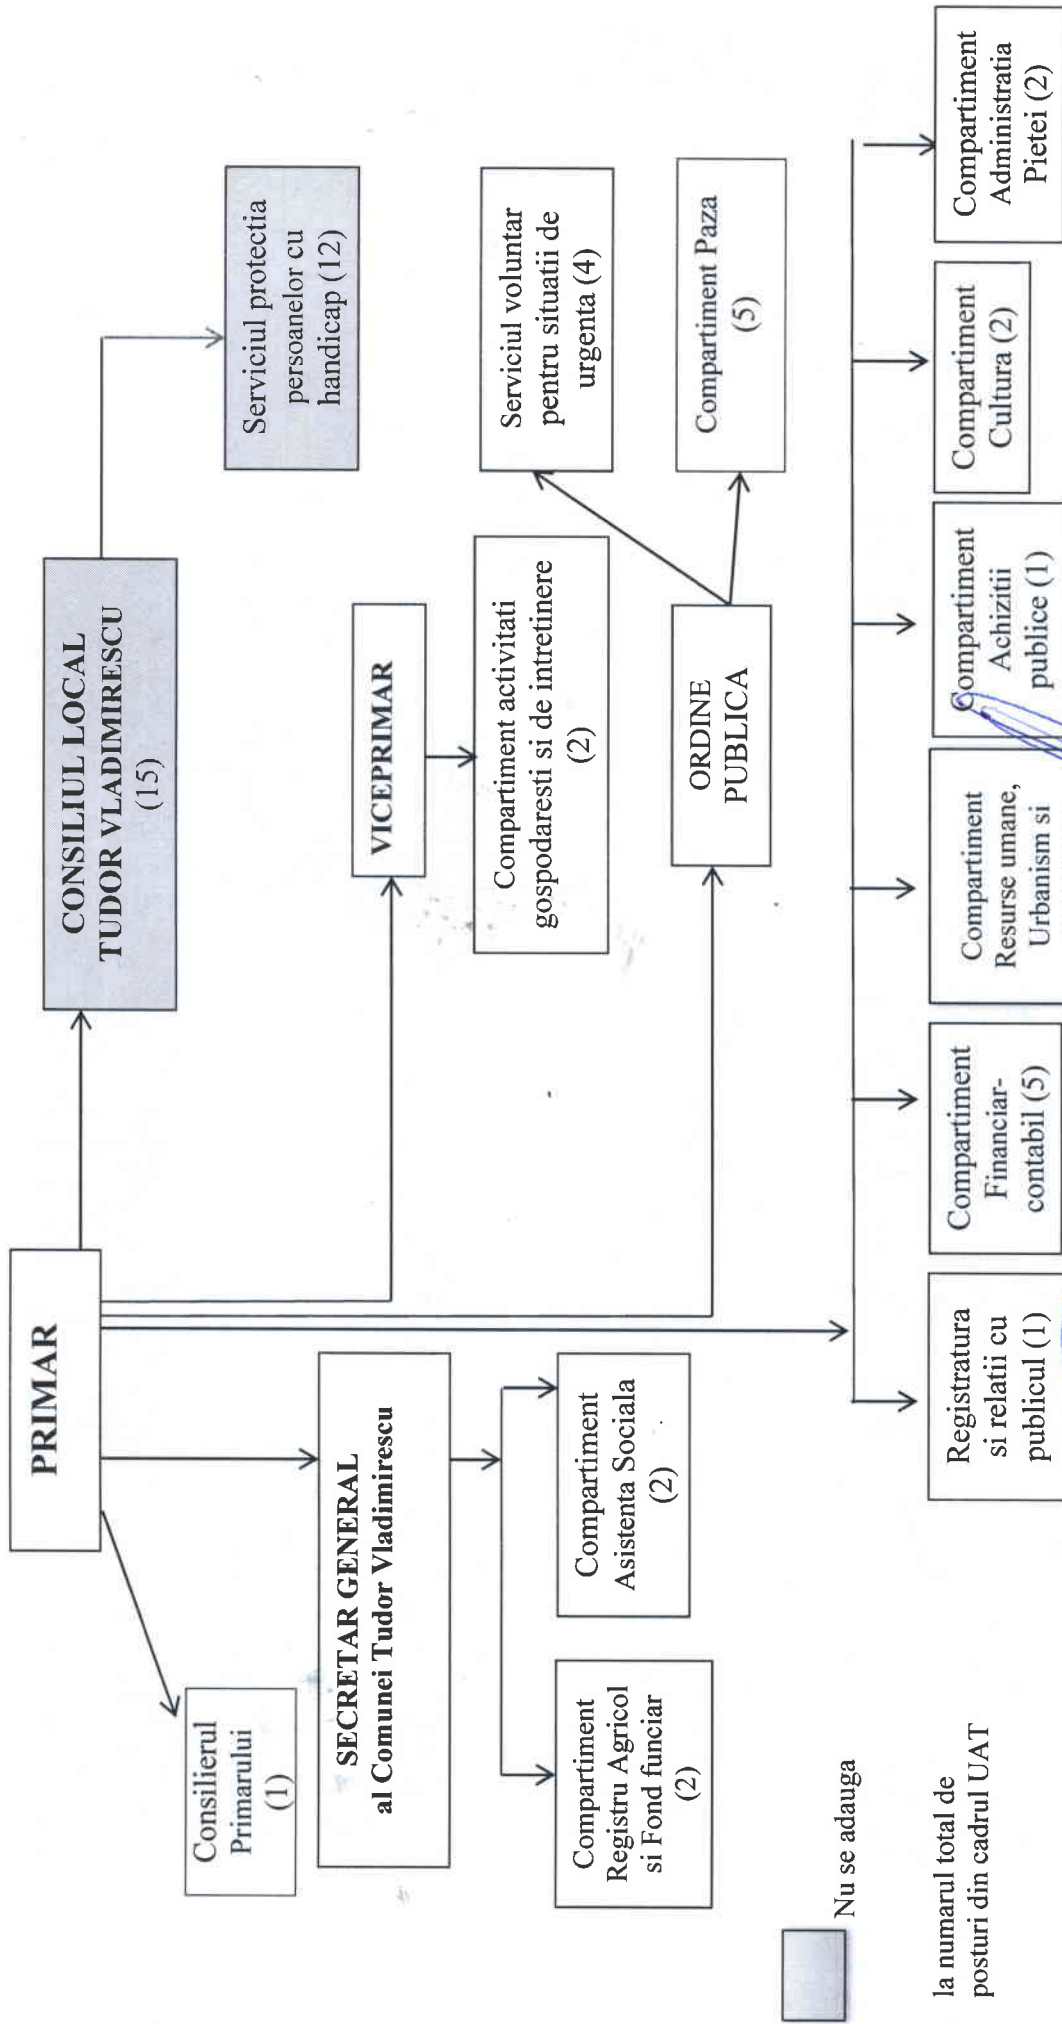 PRIMAR
CONSILIUL LOCAL
TUDOR VLADIMIRESCU
(15)
Serviciul protectia
persoanelor cu
handicap (12)
Consilierul
Primarului
(1)
SECRETAR GENERAL
al Comunei Tudor Vladimirescu
VICEPRIMAR
Compartiment activitati
gospodaresti si de intretinere
(2)
Serviciul voluntar
pentru situatii de
urgenta (4)
Compartiment
Registru Agricol
si Fond funciar
(2)
Compartiment
Asistenta Sociala
(2)
ORDINE
PUBLICA
Compartiment Paza
(5)
Nu se adauga
la numarul total de
posturi din cadrul UAT
Registratura
si relatii cu
publicul (1)
Compartiment
Financiar-
contabil (5)
Compartiment
Resurse umane,
Urbanism si
Compartiment
Achizitii
publice (1)
Compartiment
Cultura (2)
Compartiment
Administratia
Pietei (2)